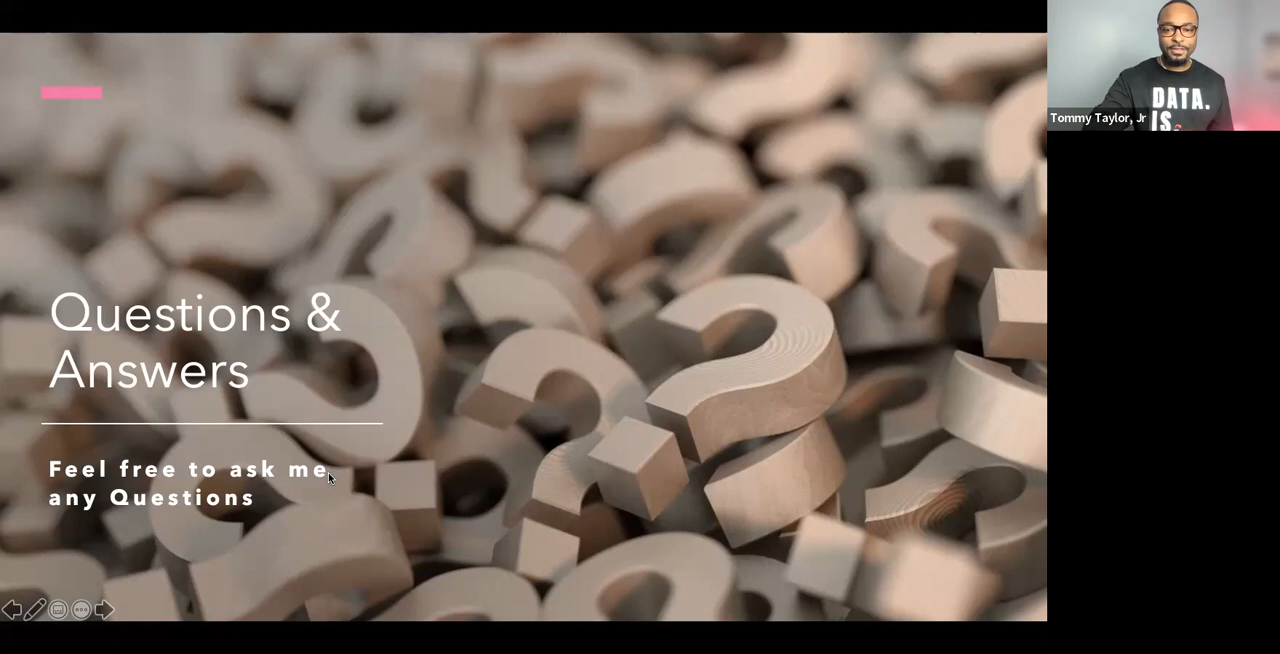 Questions &
Answers
Feel free to ask me
any Questions
DATA.
IS.
Tommy Taylor, Jr